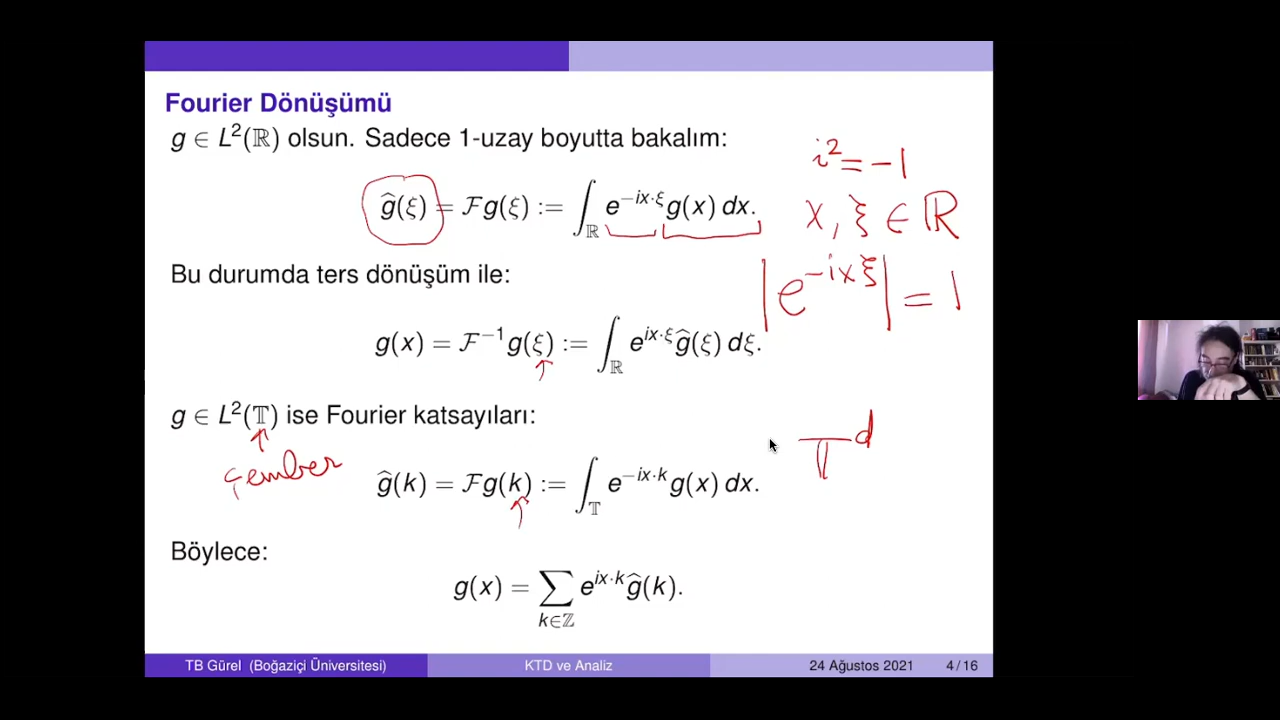 Fourier Dönüşümü
g ∈ L²(ℝ) olsun. Sadece 1-uzay boyutta bakalım:
i² = -1
ĝ(ξ) = ℱg(ξ) := ∫_ℝ e^{-ix·ξ} g(x) dx.
x, ξ ∈ ℝ
Bu durumda ters dönüşüm ile:
|e^{-ixξ}| = 1
g(x) = ℱ⁻¹g(ξ) := ∫_ℝ e^{ix·ξ} ĝ(ξ) dξ.
g ∈ L²(𝕋) ise Fourier katsayıları:
𝕋^d
çember
ĝ(k) = ℱg(k) := ∫_𝕋 e^{-ix·k} g(x) dx.
Böylece:
g(x) = ∑_{k∈ℤ} e^{ix·k} ĝ(k).
TB Gürel (Boğaziçi Üniversitesi) KTD ve Analiz 24 Ağustos 2021 4 / 16